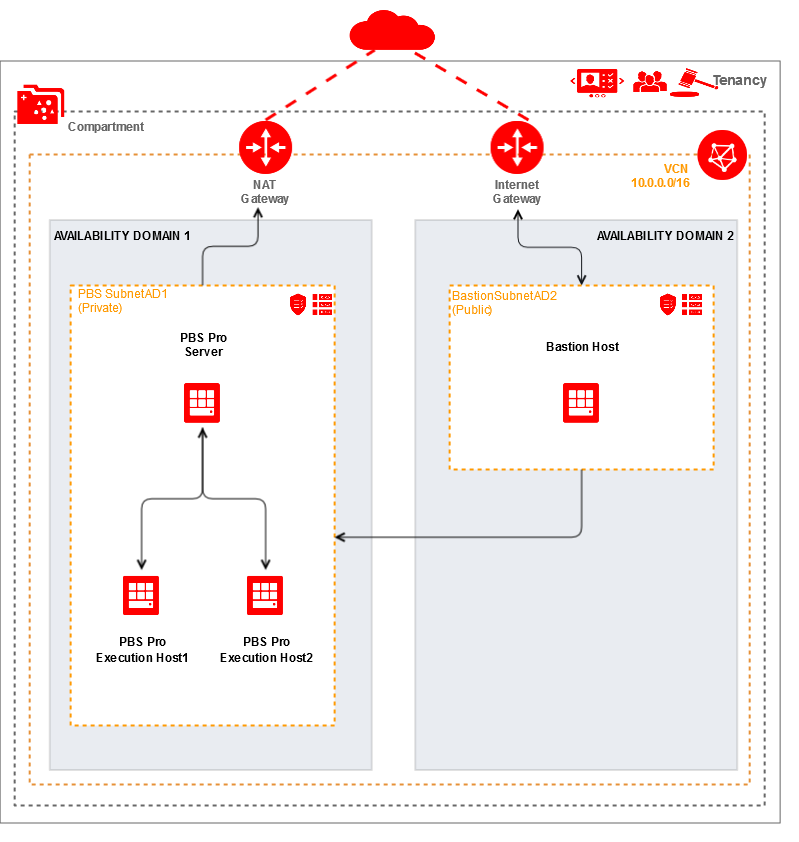 Tenancy
Compartment
NAT
Gateway
Internet
Gateway
VCN
10.0.0.0/16
AVAILABILITY DOMAIN 1
PBS SubnetAD1
(Private)
PBS Pro
Server
PBS Pro
Execution Host1
PBS Pro
Execution Host2
AVAILABILITY DOMAIN 2
BastionSubnetAD2
(Public)
Bastion Host